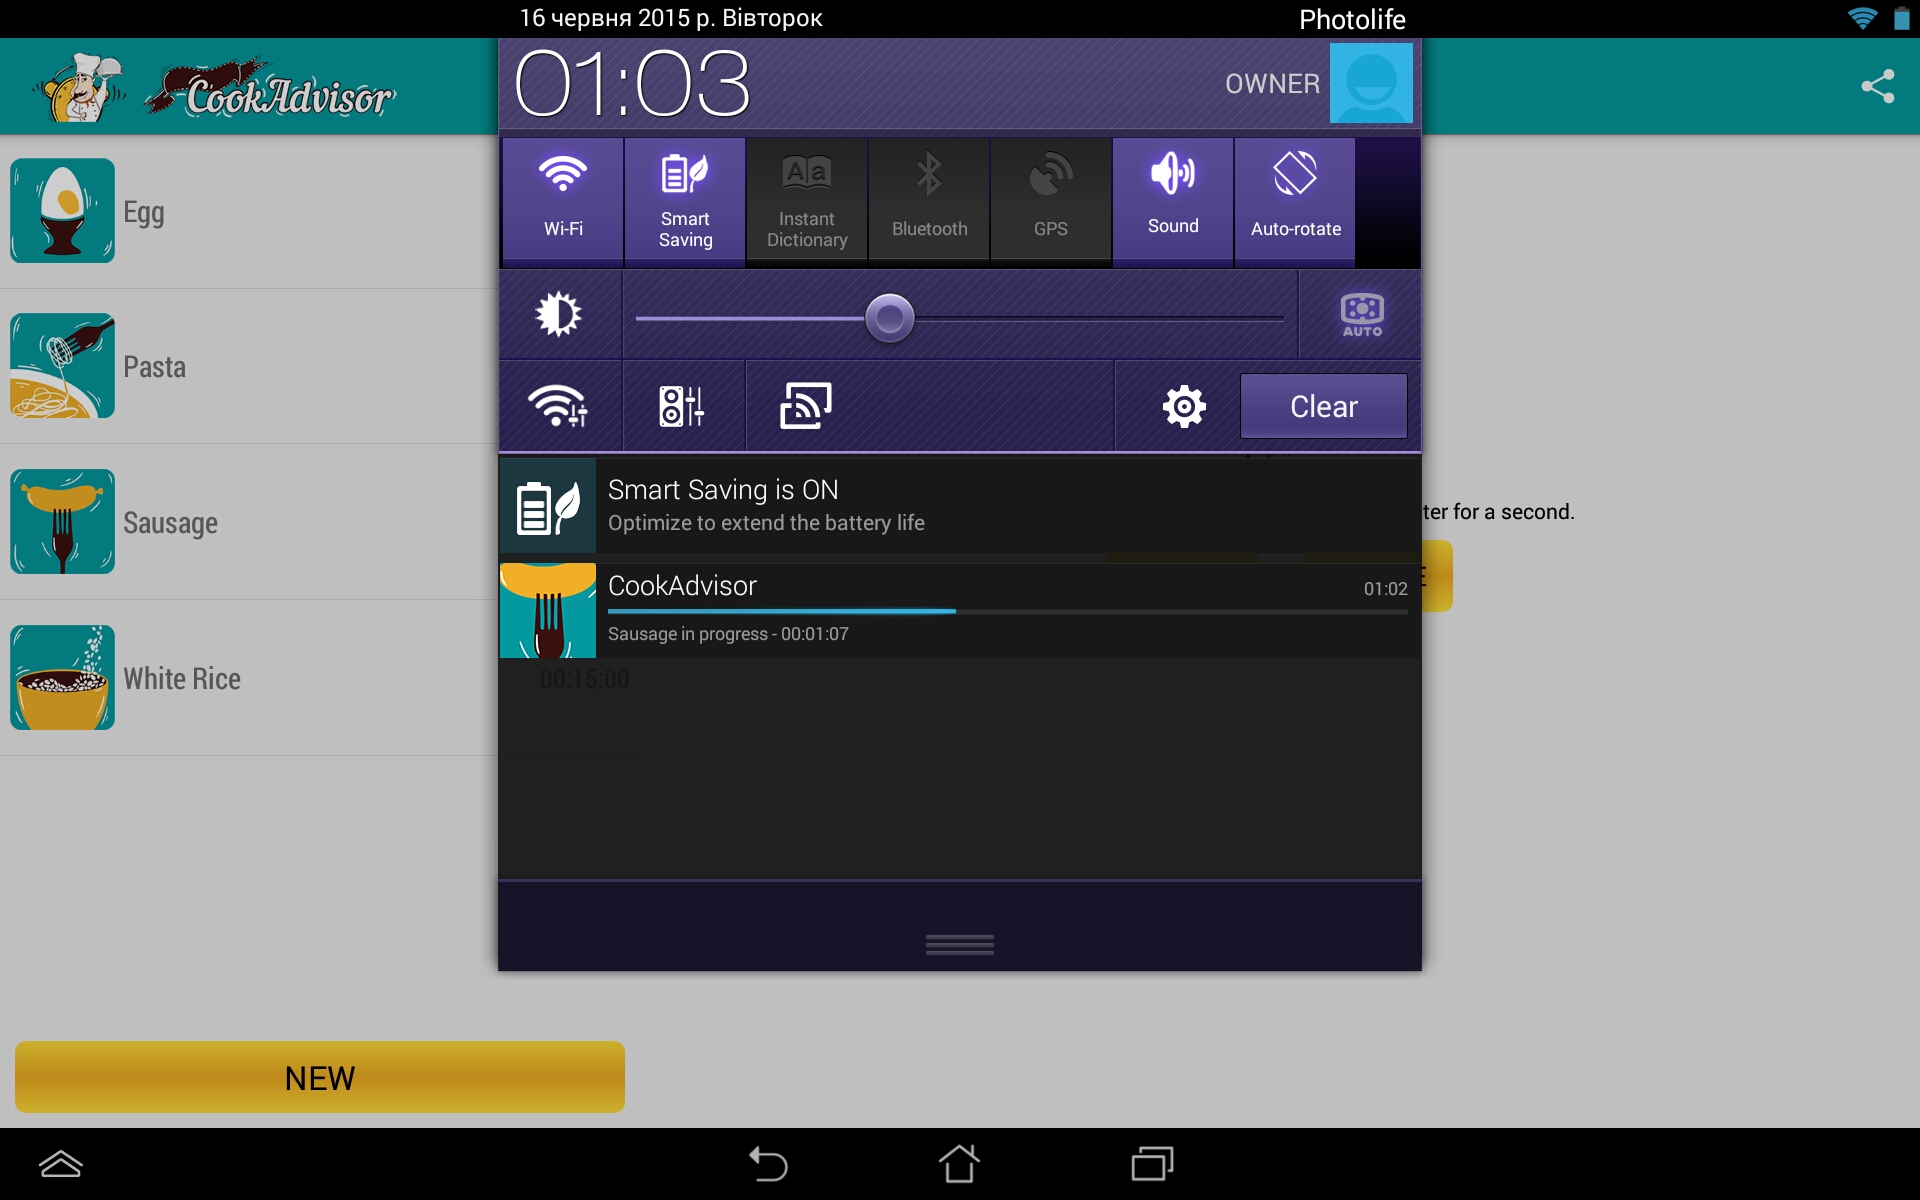 16 червня 2015 р. Вівторок
Photolife
CookAdvisor
01:03
OWNER
Wi-Fi
Smart
Saving
Aa
Instant
Dictionary
Bluetooth
GPS
Sound
Auto-rotate
AUTO
Clear
Smart Saving is ON
Optimize to extend the battery life
CookAdvisor
01:02
Sausage in progress - 00:01:07
00:15:00
Egg
Pasta
Sausage
White Rice
for a second.
NEW